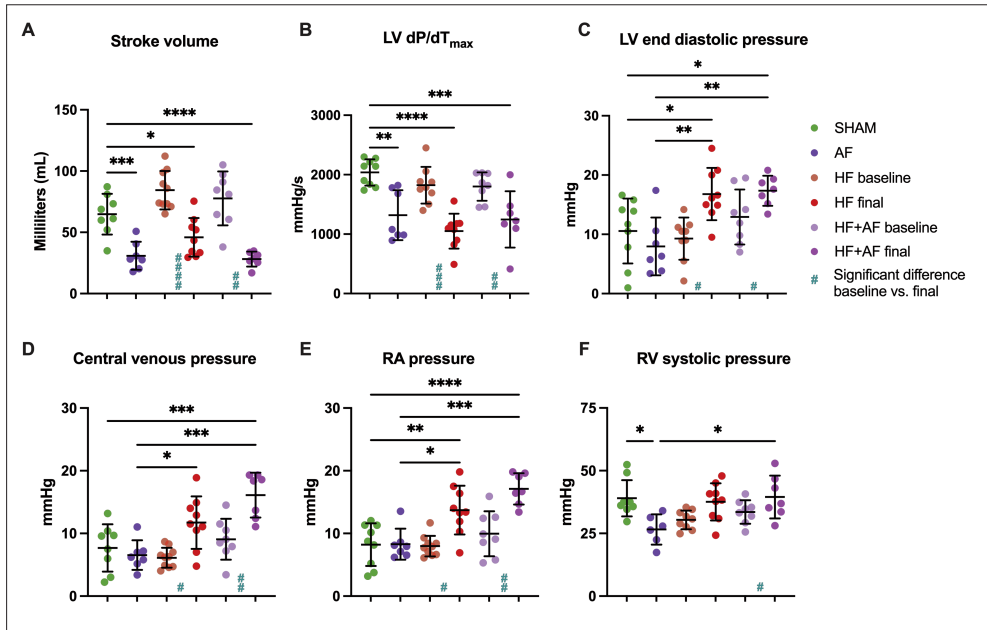 A
Stroke volume
Milliliters (mL)
150
100
50
0
****
*
***
#
#
#
#
#
#
B
LV dP/dTmax
mmHg/s
3000
2000
1000
0
***
****
**
#
#
#
#
#
C
LV end diastolic pressure
mmHg
30
20
10
0
*
**
*
**
#
#
SHAM
AF
HF baseline
HF final
HF+AF baseline
HF+AF final
# Significant difference
baseline vs. final
D
Central venous pressure
mmHg
30
20
10
0
***
***
*
#
#
#
E
RA pressure
mmHg
30
20
10
0
****
***
**
*
#
#
#
F
RV systolic pressure
mmHg
75
50
25
0
*
*
#